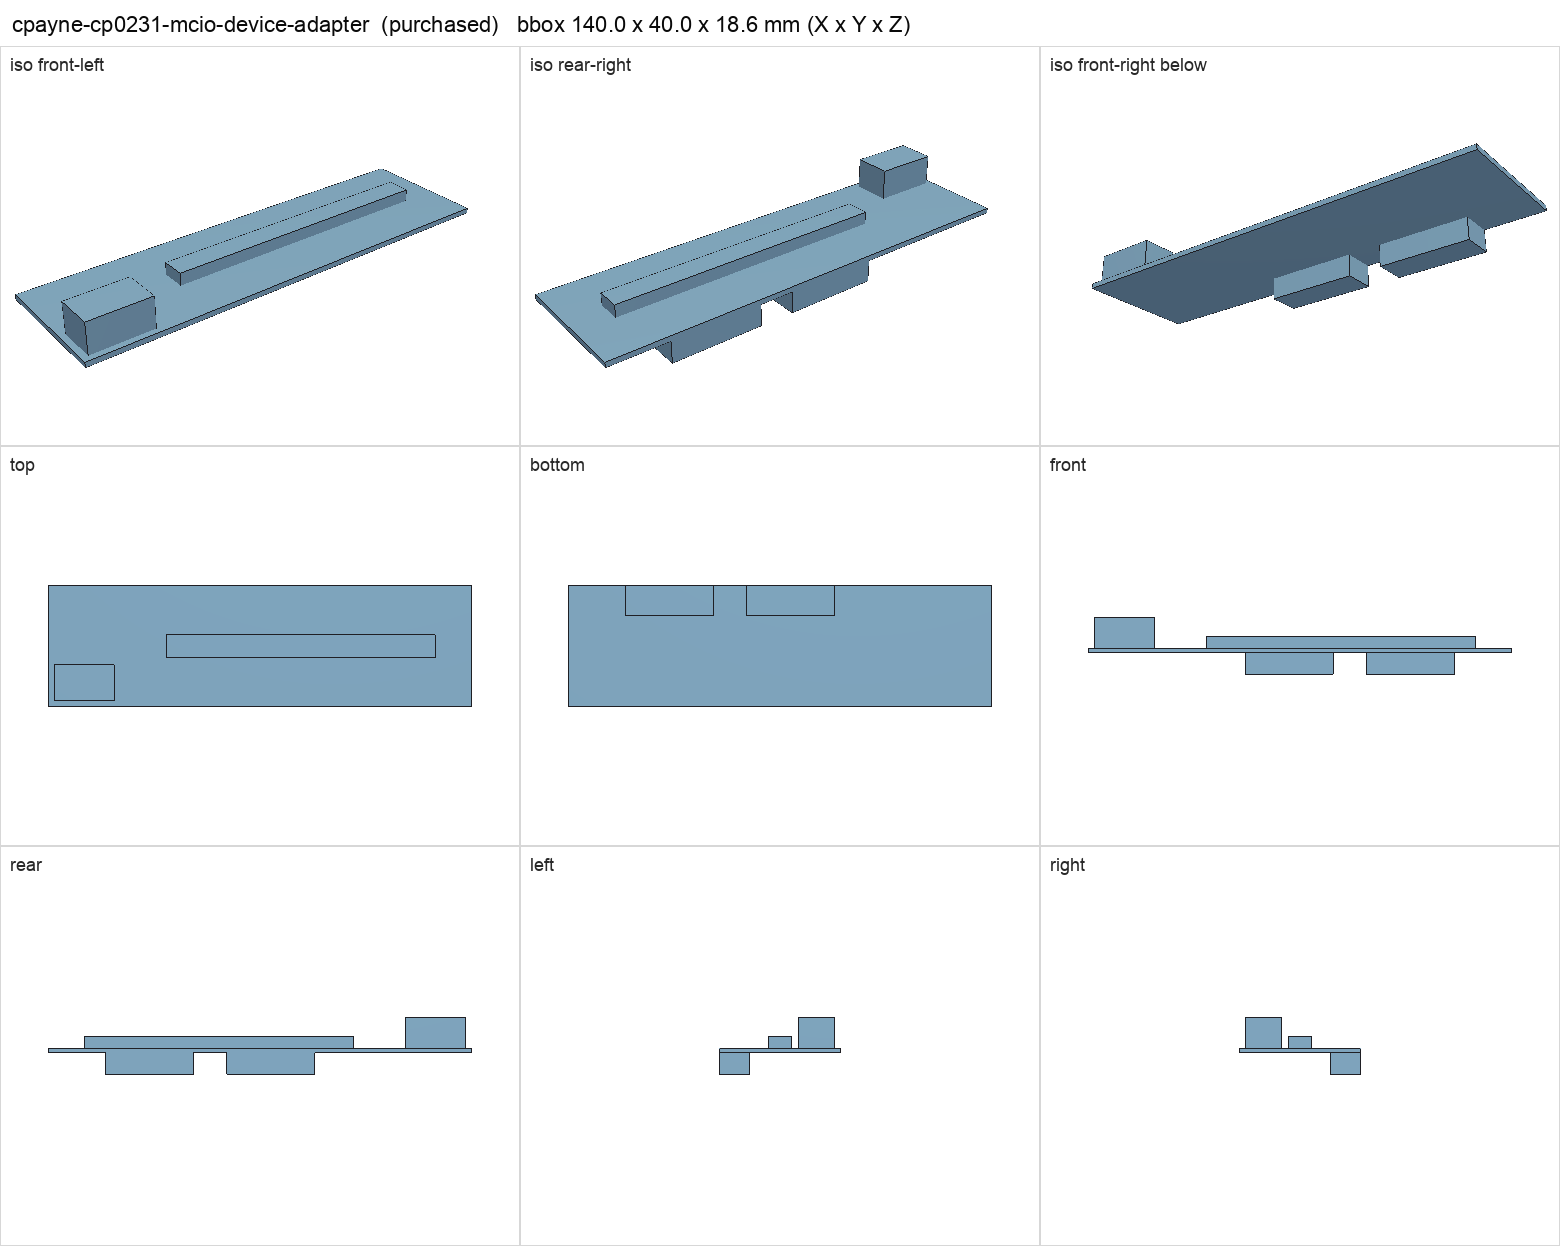 cpayne-cp0231-mcio-device-adapter (purchased) bbox 140.0 x 40.0 x 18.6 mm (X x Y x Z)
iso front-left
iso rear-right
iso front-right below
top
bottom
front
rear
left
right